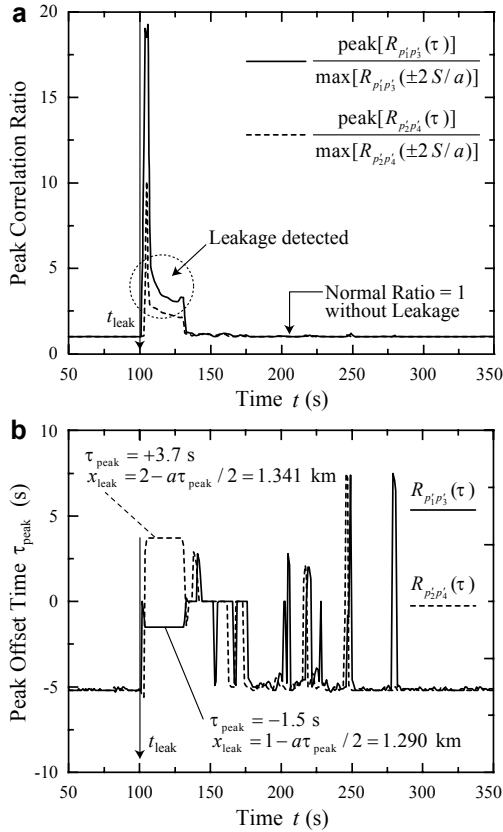 a
25
20
15
10
5
0
Peak Correlation Ratio
peak[R_{p′_1p′_3}(τ)]
max[R_{p′_1p′_3}(±2 S/a)]
peak[R_{p′_2p′_4}(τ)]
max[R_{p′_2p′_4}(±2 S/a)]
Leakage detected
t_leak
Normal Ratio = 1
without Leakage
50 100 150 200 250 300 350
Time t (s)
b
10
5
0
-5
-10
Peak Offset Time τ_peak (s)
τ_peak = +3.7 s
x_leak = 2−aτ_peak / 2 = 1.341 km
R_{p′_1p′_3}(τ)
R_{p′_2p′_4}(τ)
τ_peak = −1.5 s
x_leak = 1−aτ_peak / 2 = 1.290 km
t_leak
50 100 150 200 250 300 350
Time t (s)